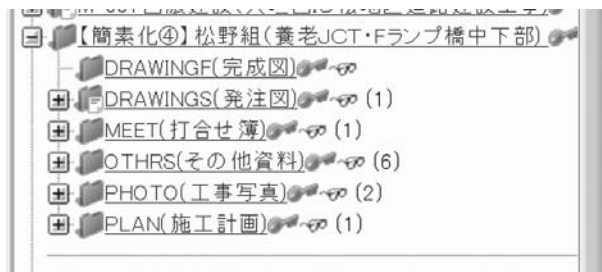 【簡素化④】松野組(養老JCT・Fランプ橋中下部)
DRAWINGF(完成図)
DRAWINGS(発注図) (1)
MEET(打合せ簿) (1)
OTHRS(その他資料) (6)
PHOTO(工事写真) (2)
PLAN(施工計画) (1)